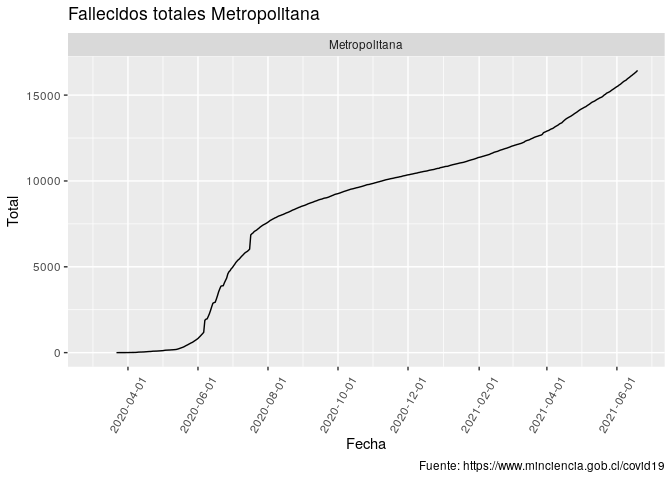 Fallecidos totales Metropolitana
Metropolitana
15000
10000
5000
0
Total
2020-04-01
2020-06-01
2020-08-01
2020-10-01
2020-12-01
2021-02-01
2021-04-01
2021-06-01
Fecha
Fuente: https://www.minciencia.gob.cl/covid19